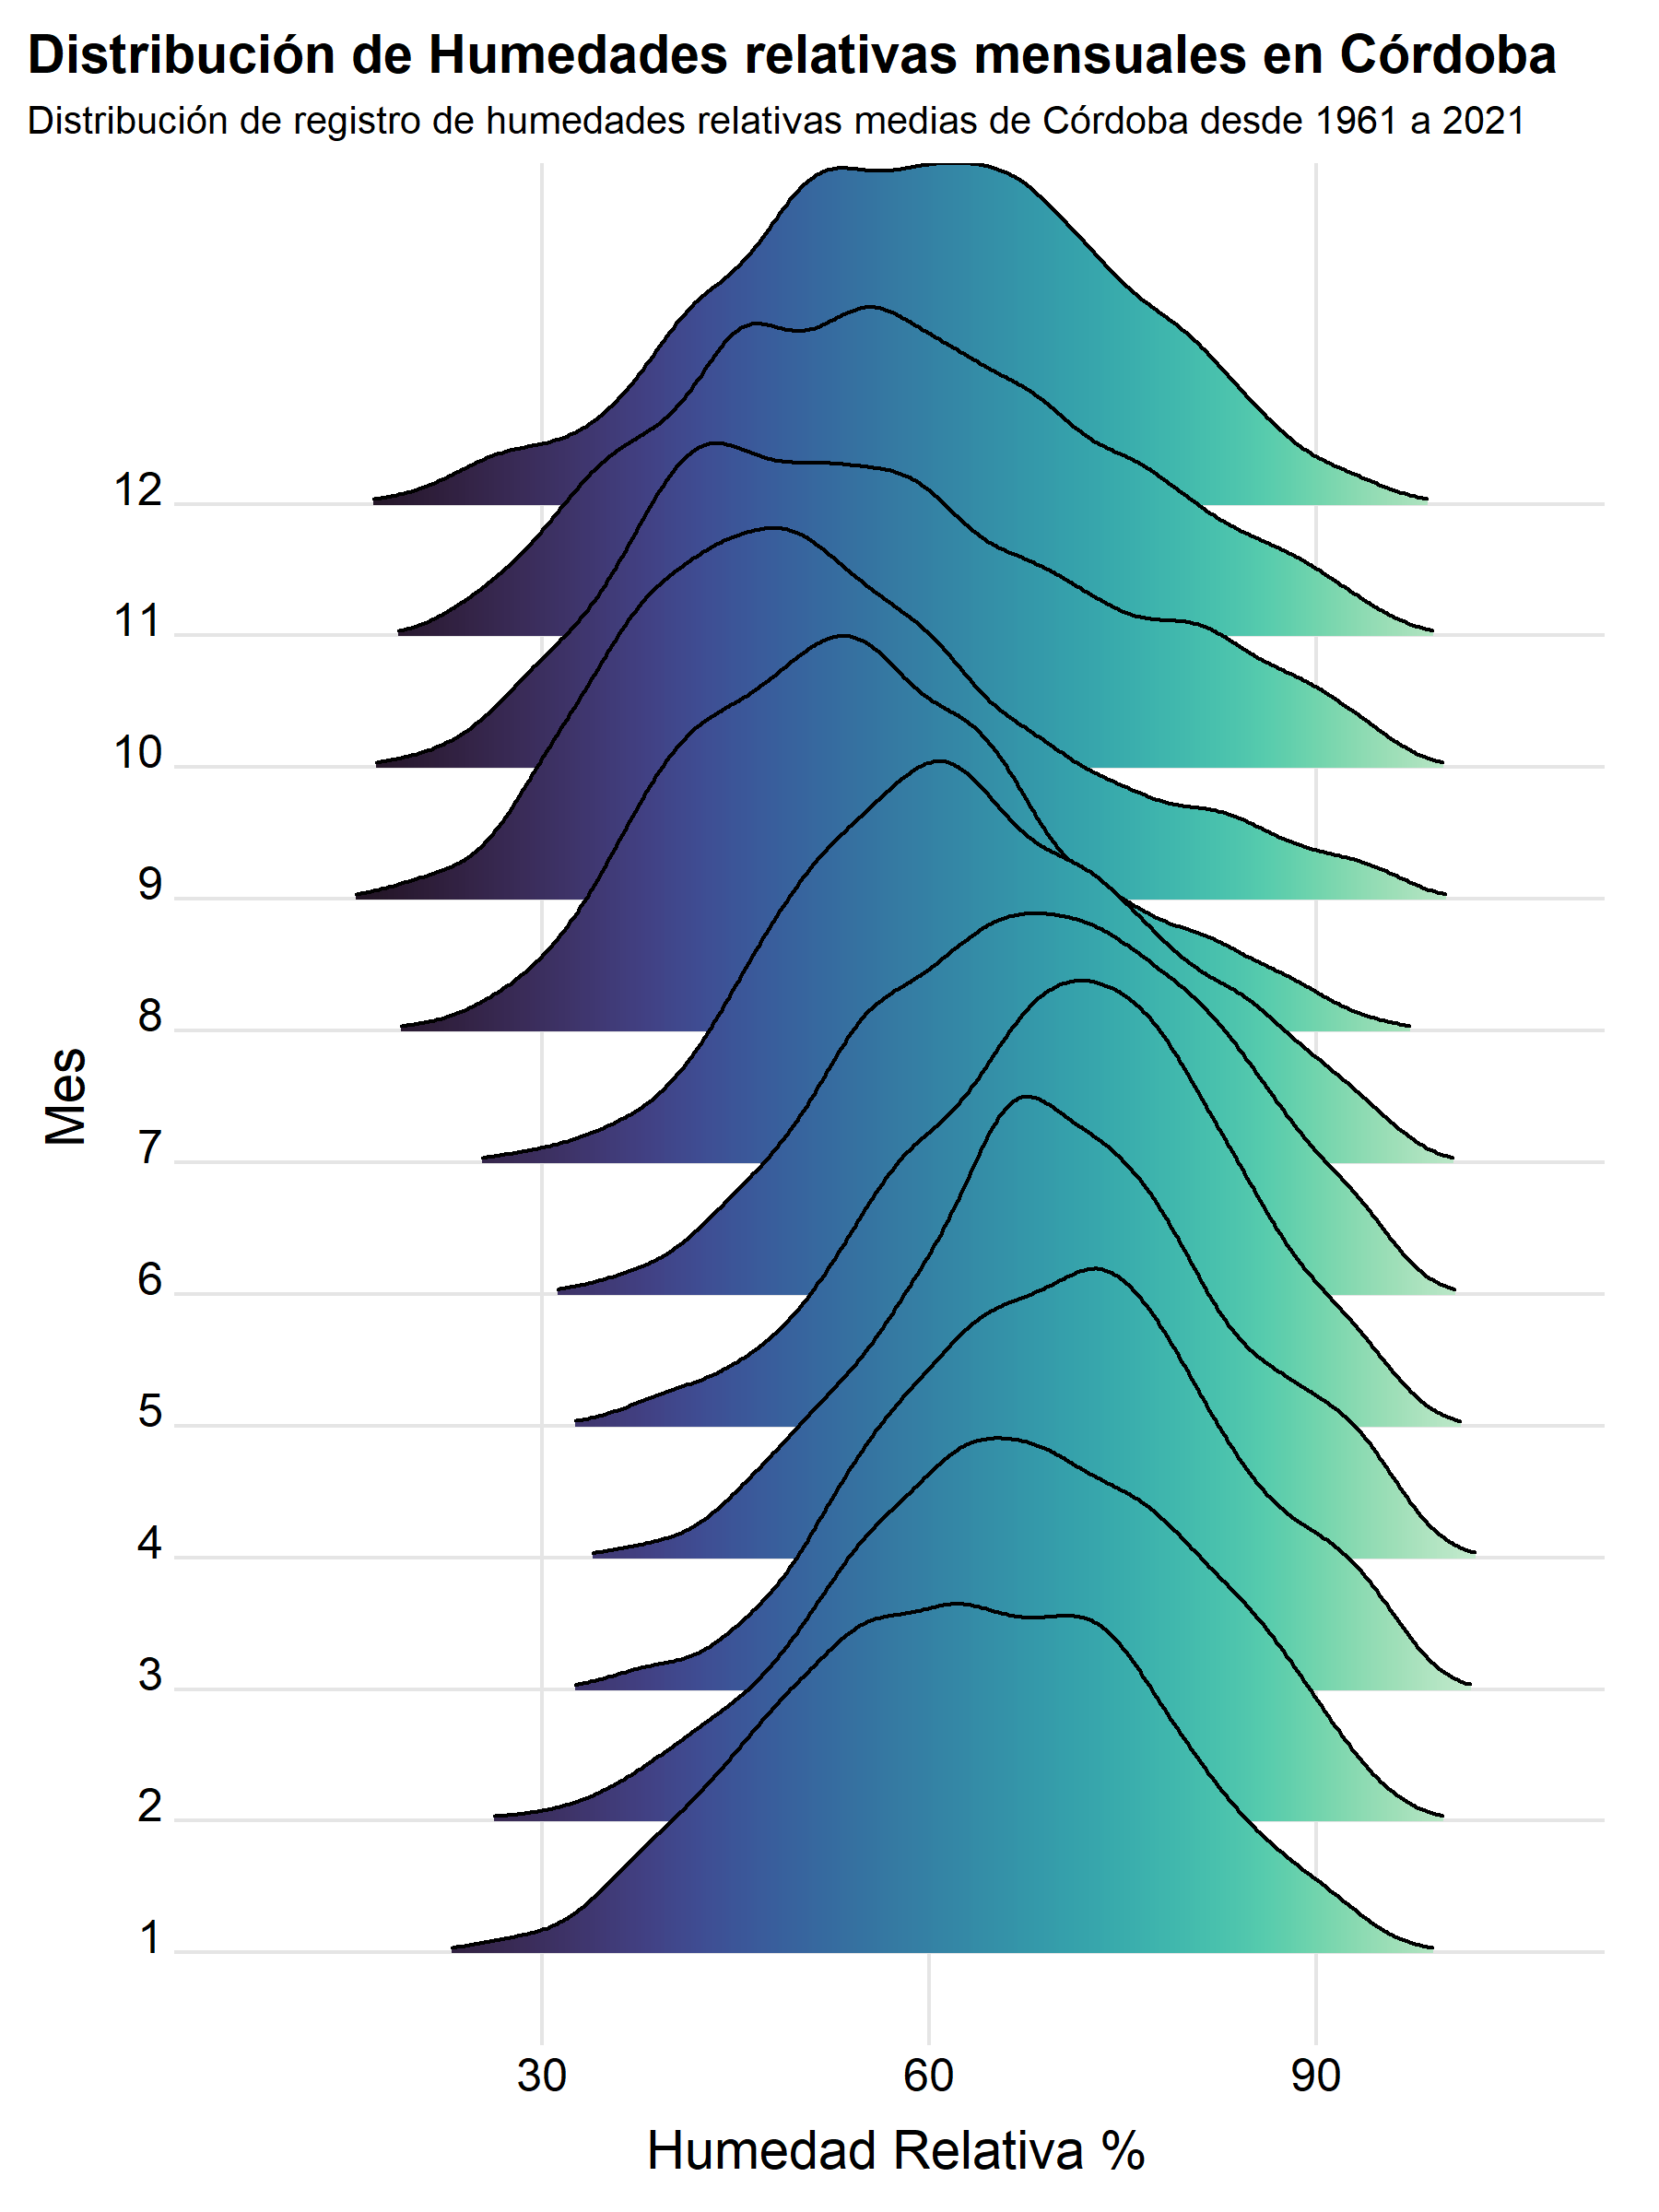 Distribución de Humedades relativas mensuales en Córdoba
Distribución de registro de humedades relativas medias de Córdoba desde 1961 a 2021
12
11
10
9
8
7
6
5
4
3
2
1
Mes
30 60 90
Humedad Relativa %